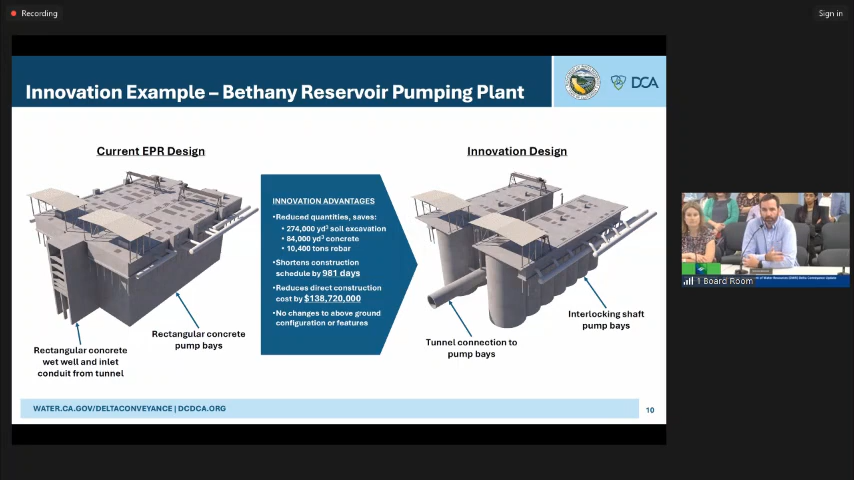 Recording
Sign in
Innovation Example – Bethany Reservoir Pumping Plant
DCA
Current EPR Design
Innovation Design
INNOVATION ADVANTAGES
•Reduced quantities, saves:
• 274,000 yd³ soil excavation
• 84,000 yd³ concrete
• 10,400 tons rebar
•Shortens construction
schedule by 981 days
•Reduces direct construction
cost by $138,720,000
•No changes to above ground
configuration or features
Rectangular concrete
pump bays
Rectangular concrete
wet well and inlet
conduit from tunnel
Tunnel connection to
pump bays
Interlocking shaft
pump bays
1 Board Room
WATER.CA.GOV/DELTACONVEYANCE | DCDCA.ORG
10